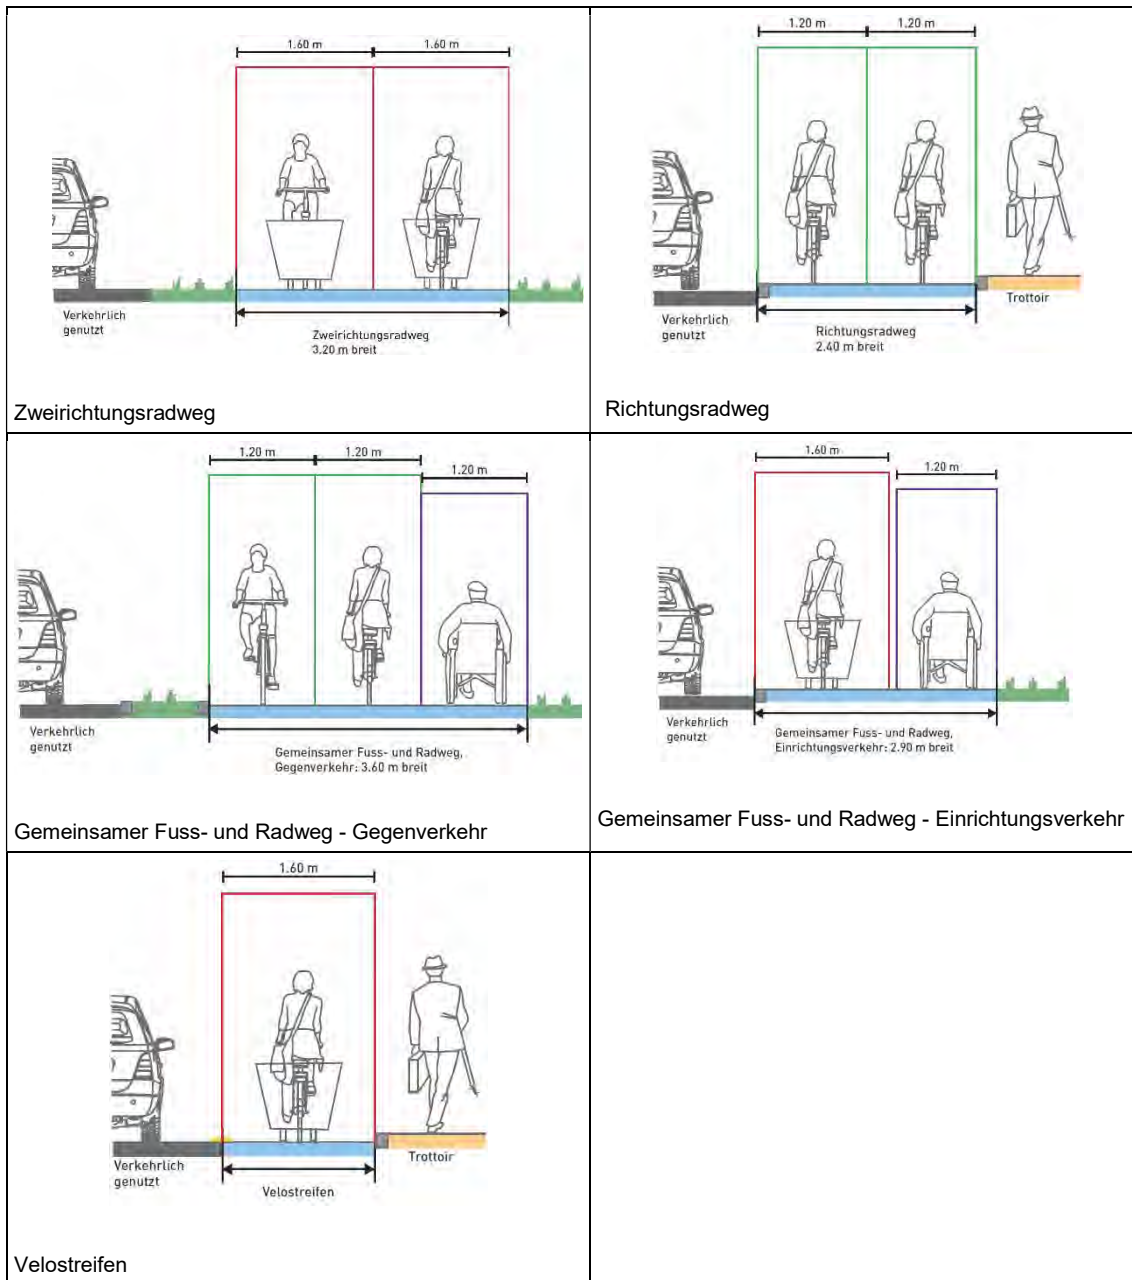 1.60 m 1.60 m
Verkehrlich
genutzt
Zweirichtungsradweg
3.20 m breit
Zweirichtungsradweg
1.20 m 1.20 m
Verkehrlich
genutzt
Richtungsradweg
2.40 m breit
Trottoir
Richtungsradweg
1.20 m 1.20 m
1.20 m
Verkehrlich
genutzt
Gemeinsamer Fuss- und Radweg,
Gegenverkehr: 3.60 m breit
Gemeinsamer Fuss- und Radweg - Gegenverkehr
1.60 m
1.20 m
Verkehrlich
genutzt
Gemeinsamer Fuss- und Radweg,
Einrichtungsverkehr: 2.90 m breit
Gemeinsamer Fuss- und Radweg - Einrichtungsverkehr
1.60 m
Verkehrlich
genutzt
Velostreifen
Trottoir
Velostreifen